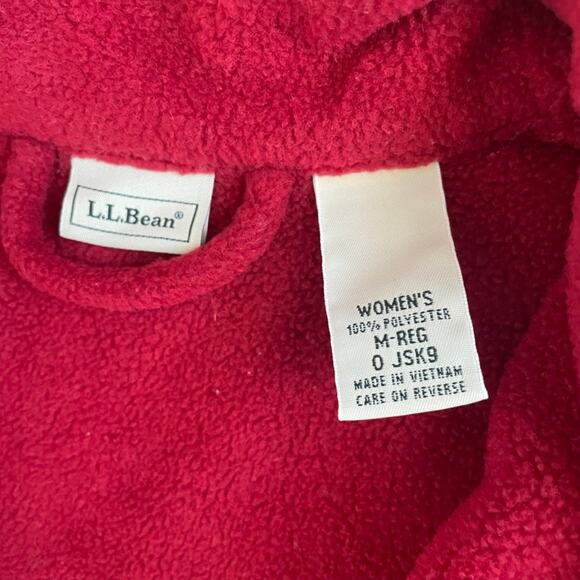 L.L.Bean®
WOMEN'S
100% POLYESTER
M-REG
0 JSK9
MADE IN VIETNAM
CARE ON REVERSE